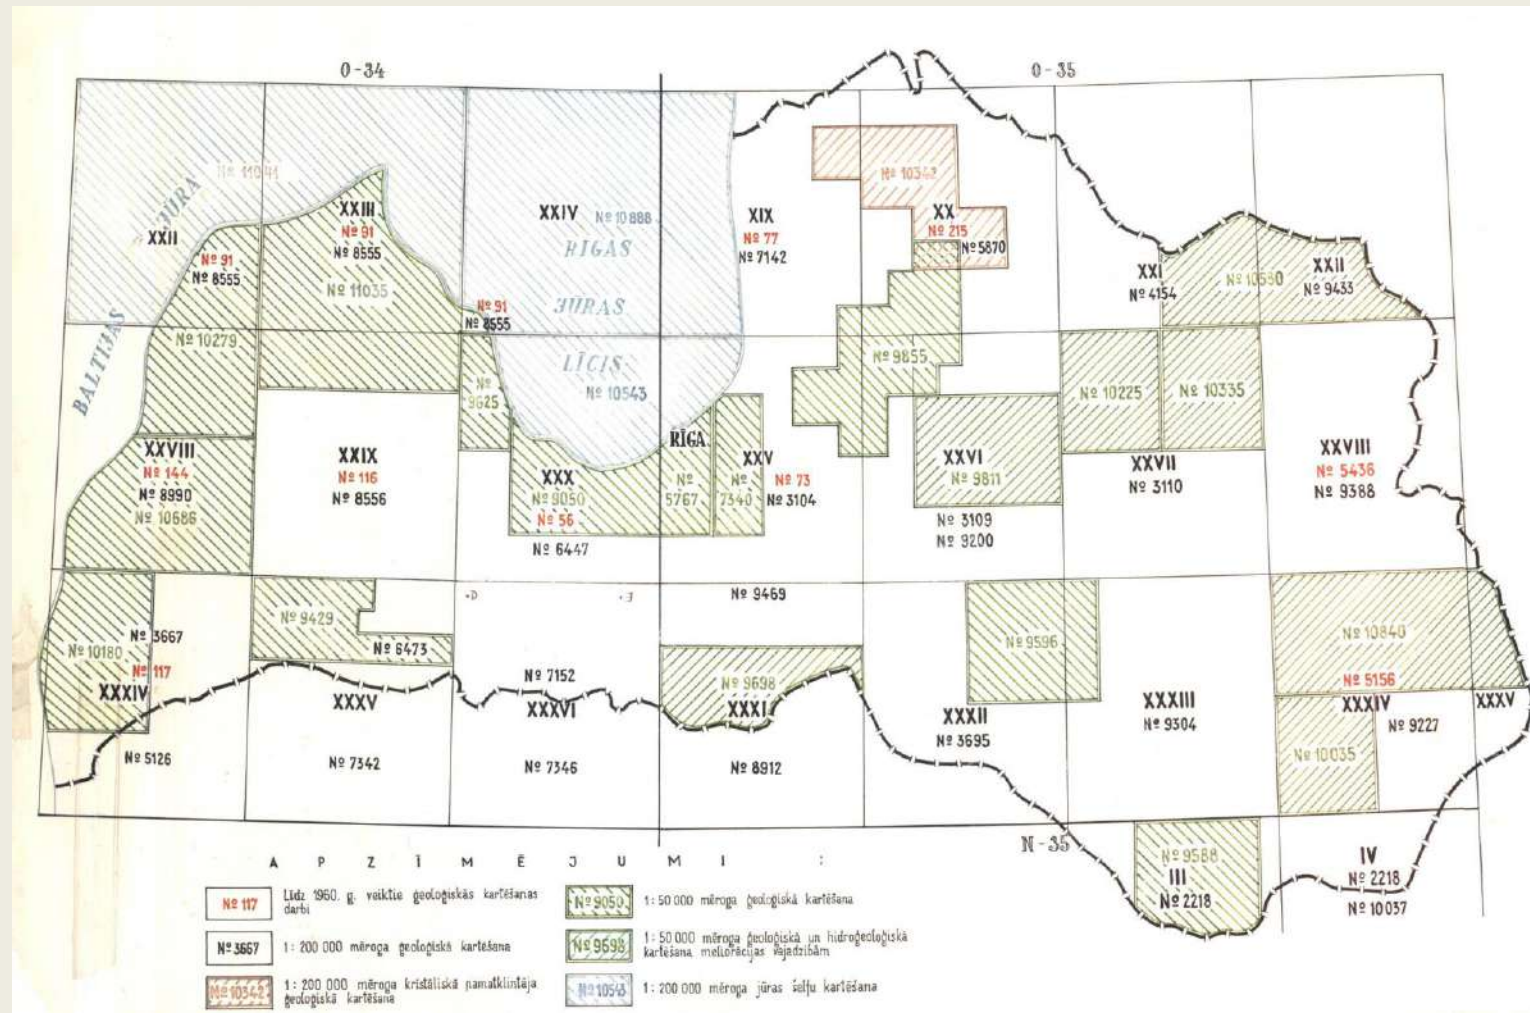 O-34
O-35
№ 11041
BALTIJAS JŪRA
XXII
№ 91
№ 8555
XXIII
№ 91
№ 8555
№ 11035
XXIV № 10888
RĪGAS
JŪRAS
LĪCIS
№ 10543
№ 91
№ 8555
XIX
№ 77
№ 7142
№ 10342
XX
№ 215
№ 5870
XXI
№ 4154
№ 10580
XXII
№ 9433
№ 10279
№ 9625
№ 9855
№ 10225
№ 10335
XXVIII
№ 144
№ 8990
№ 10686
XXIX
№ 116
№ 8556
XXX
№ 9050
№ 56
№ 6447
RĪGA
№ 5767
XXV
№ 7340
№ 73
№ 3104
XXVI
№ 9811
№ 3109
№ 9200
XXVII
№ 3110
XXVIII
№ 5436
№ 9388
№ 3667
№ 10180
№ 117
XXXIV
№ 5126
№ 9429
№ 6473
XXXV
№ 7342
№ 7152
XXXVI
№ 7346
№ 9469
№ 9698
XXXI
№ 8912
№ 9596
XXXII
№ 3695
XXXIII
№ 9304
№ 10840
№ 5156
XXXIV
№ 9227
XXXV
№ 10035
N-35
№ 9588
III
№ 2218
IV
№ 2218
№ 10037
APZĪMĒJUMI:
№ 117 Līdz 1960. g. veiktie ģeoloģiskās kartēšanas
darbi
№ 3667 1:200 000 mēroga ģeoloģiskā kartēšana
№ 10342 1:200 000 mēroga kristāliskā pamatklintāja
ģeoloģiskā kartēšana
№ 9050 1:50 000 mēroga ģeoloģiskā kartēšana
№ 9698 1:50 000 mēroga ģeoloģiskā un hidroģeoloģiskā
kartēšana meliorācijas vajadzībām
№ 10543 1:200 000 mēroga jūras šelfu kartēšana